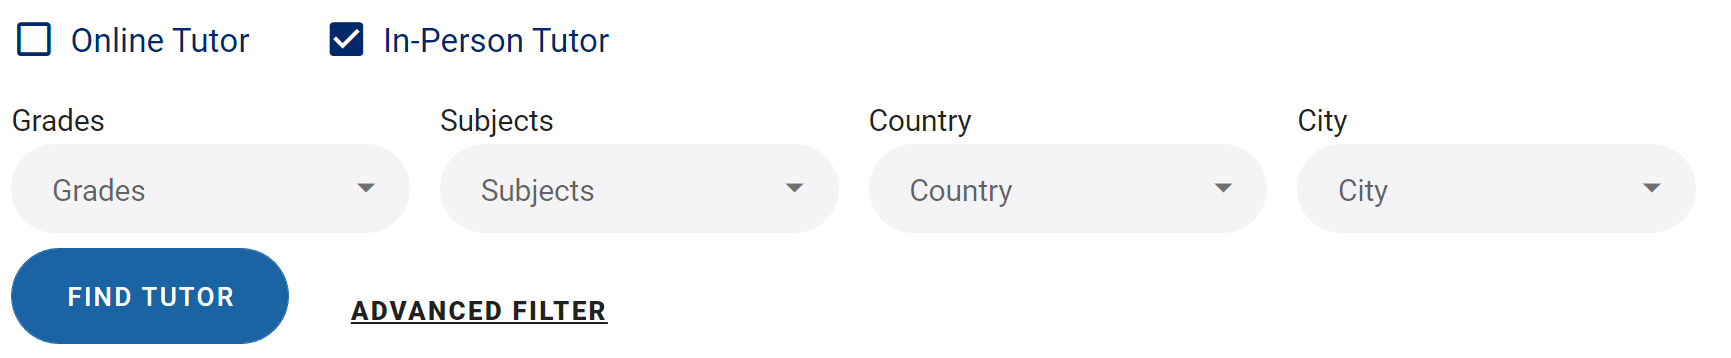 Online Tutor In-Person Tutor
Grades Subjects Country City
Grades Subjects Country City
FIND TUTOR ADVANCED FILTER